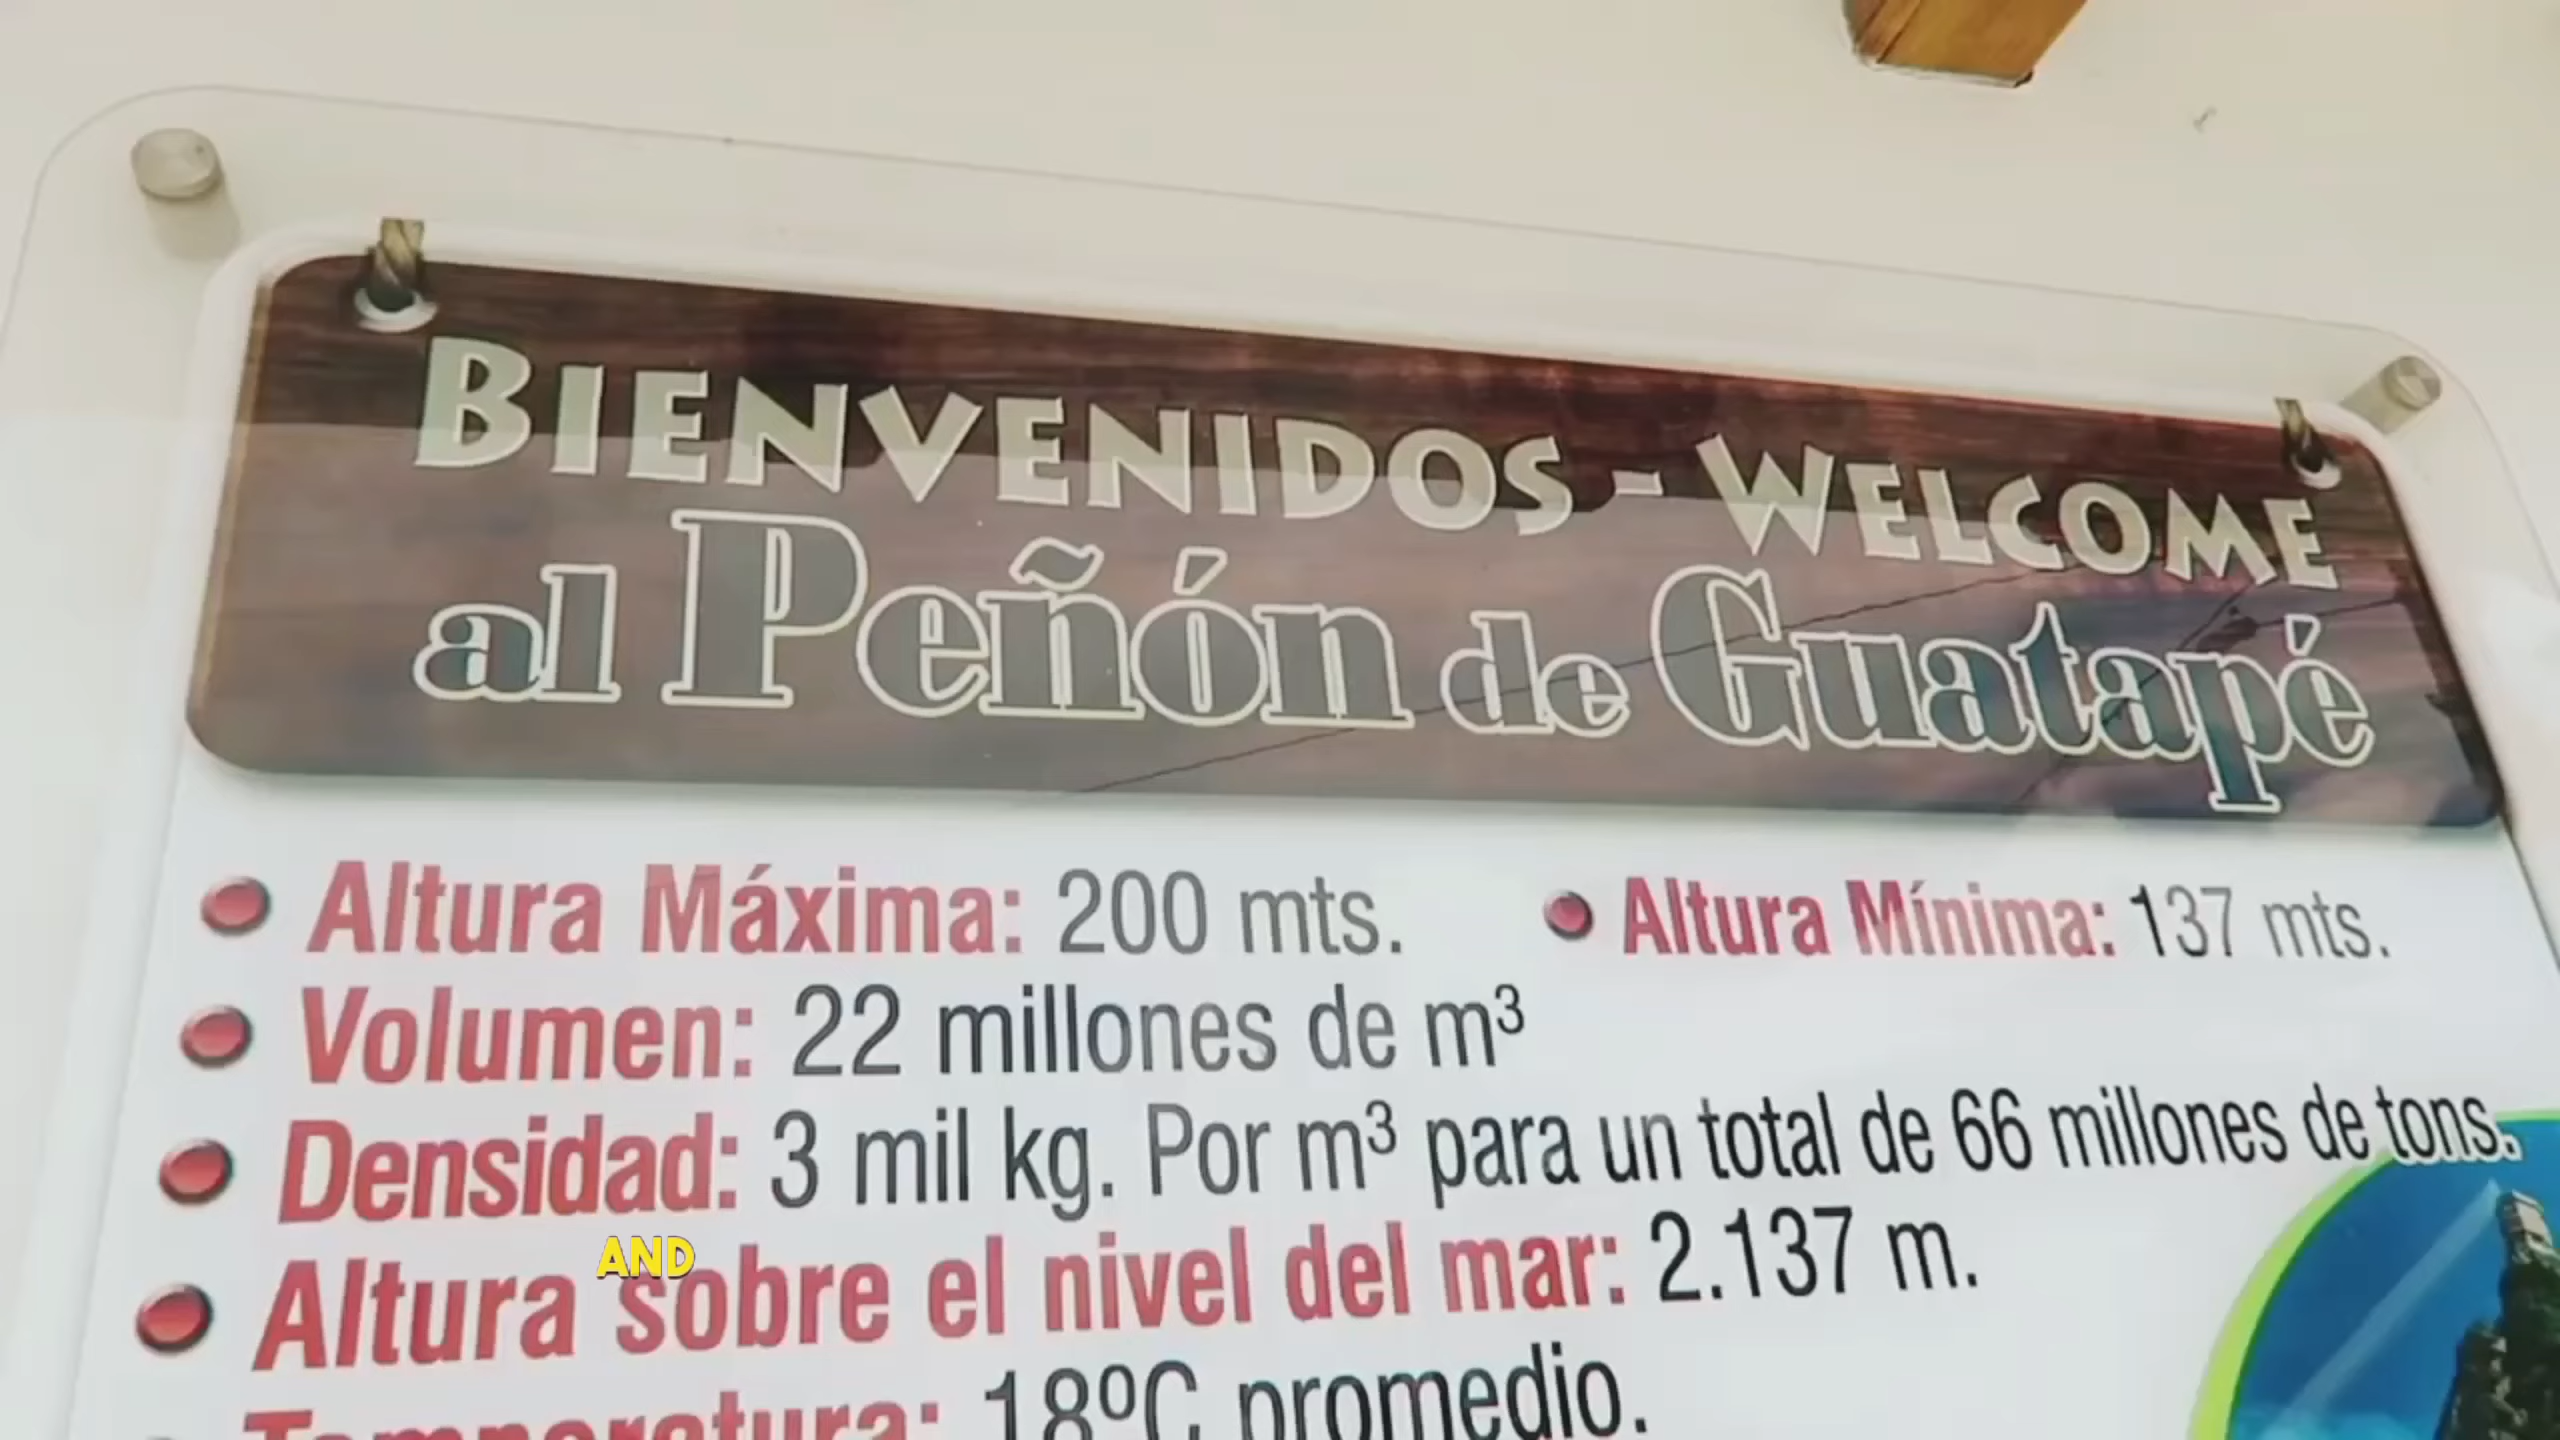 BIENVENIDOS - WELCOME
al Peñón de Guatapé
Altura Máxima: 200 mts.
Altura Mínima: 137 mts.
Volumen: 22 millones de m³
Densidad: 3 mil kg. Por m³ para un total de 66 millones de tons.
AND
Altura sobre el nivel del mar: 2.137 m.
Temperatura: 18ºC promedio.